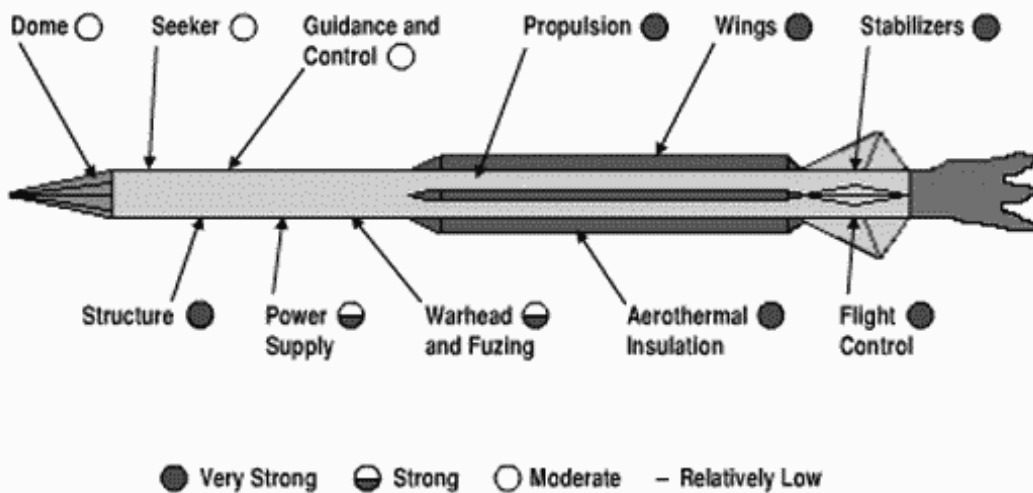 Dome Seeker Guidance and Propulsion Wings Stabilizers
Control
Structure Power Warhead Aerothermal Flight
Supply and Fuzing Insulation Control
Very Strong Strong Moderate – Relatively Low